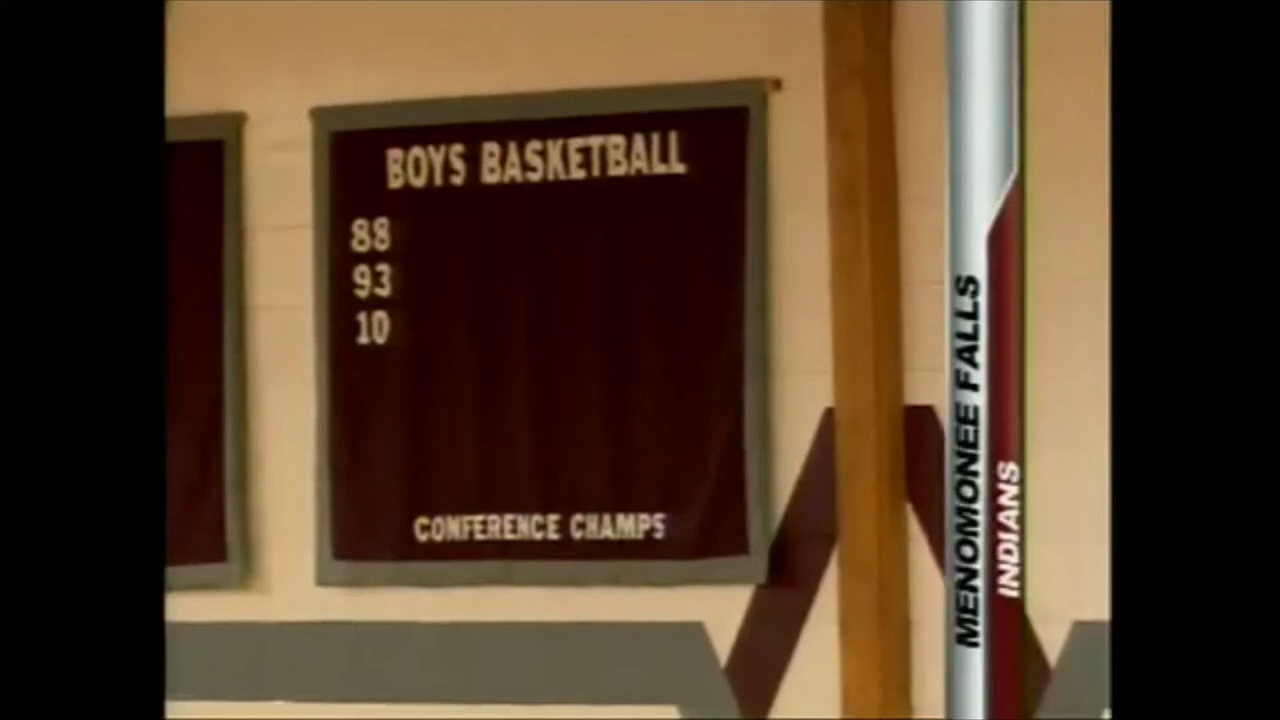 BOYS BASKETBALL
88
93
10
CONFERENCE CHAMPS
MENOMONEE FALLS
INDIANS